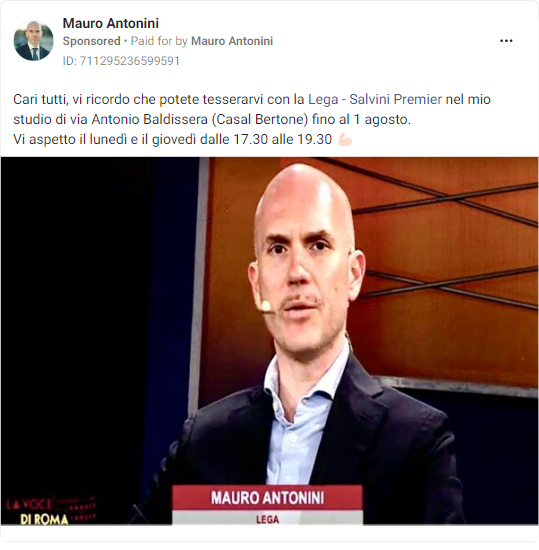 Mauro Antonini
Sponsored • Paid for by Mauro Antonini
ID: 711295236599591
Cari tutti, vi ricordo che potete tesserarvi con la Lega - Salvini Premier nel mio
studio di via Antonio Baldissera (Casal Bertone) fino al 1 agosto.
Vi aspetto il lunedì e il giovedì dalle 17.30 alle 19.30 💪🏻
LA VOCE
DI ROMA
MAURO ANTONINI
LEGA